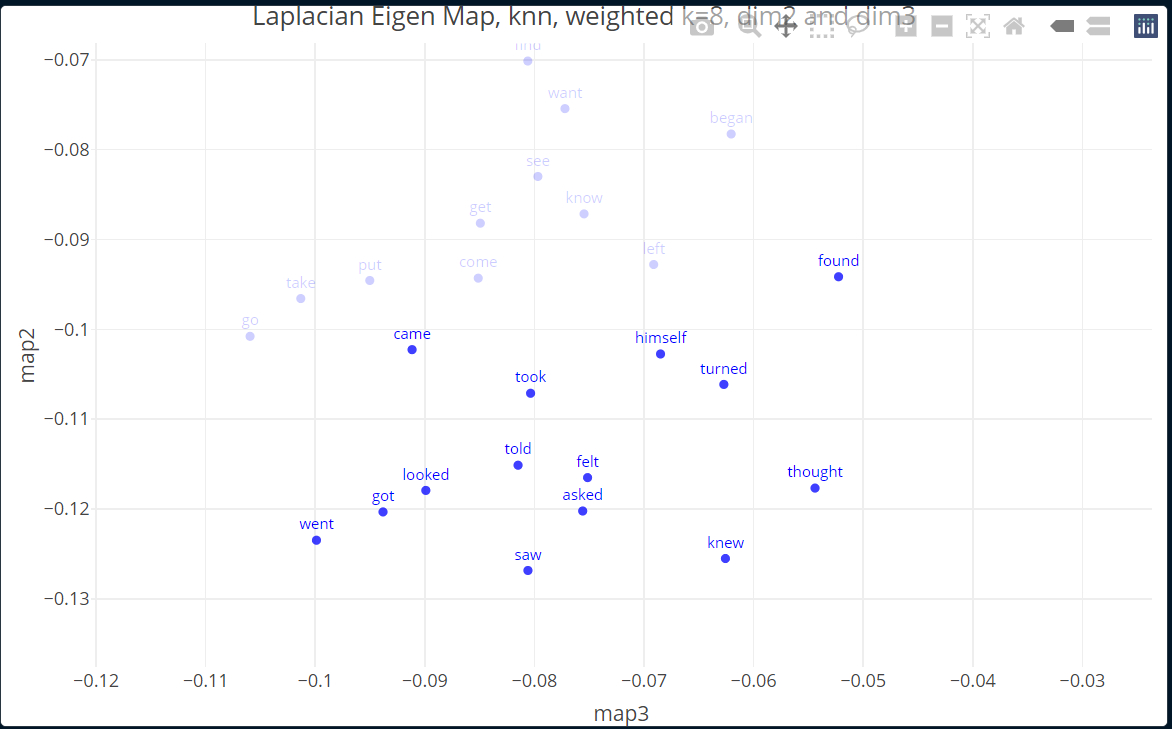 Laplacian Eigen Map, knn, weighted k=8, dim2 and dim3
−0.07
want
began
−0.08
see
know
get
−0.09
left
come
found
put
take
go
−0.1
came
himself
turned
took
−0.11
told
felt
thought
looked
asked
got
−0.12
went
knew
saw
−0.13
map2
−0.12 −0.11 −0.1 −0.09 −0.08 −0.07 −0.06 −0.05 −0.04 −0.03
map3